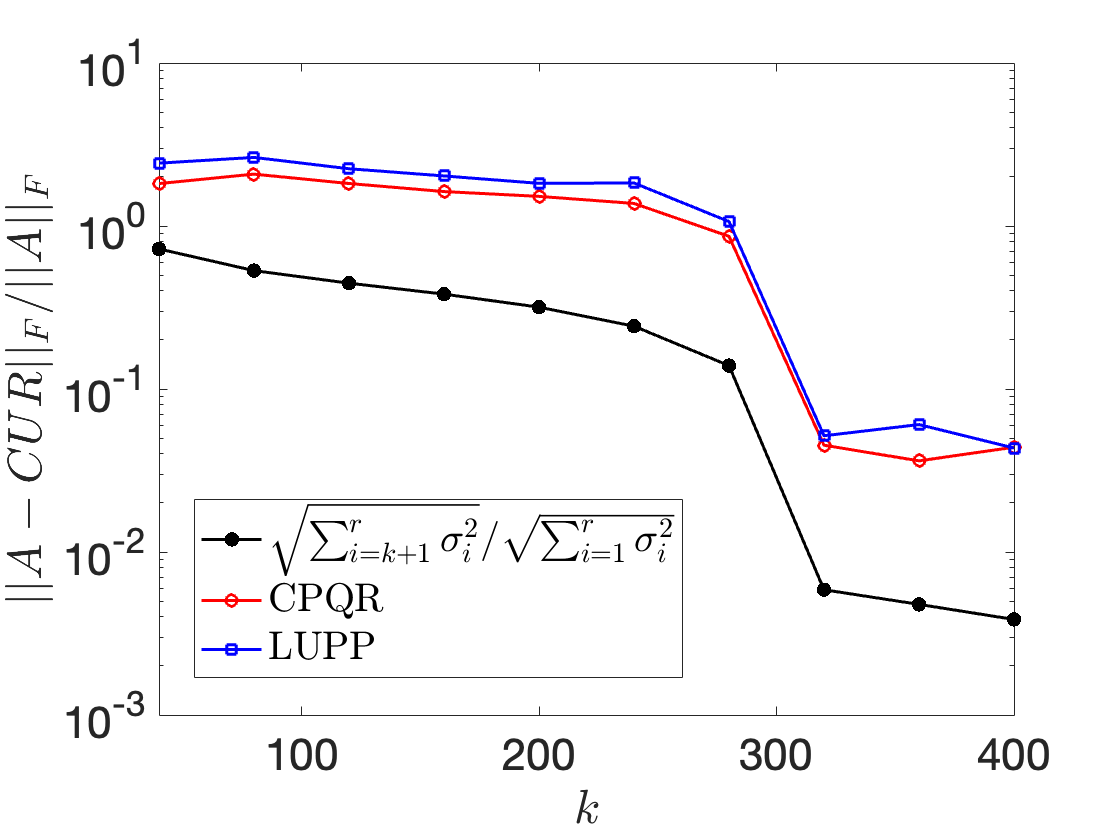 ||A − CUR||_F/||A||_F
10^1
10^0
10^-1
10^-2
10^-3
√∑_{i=k+1}^r σ_i^2/√∑_{i=1}^r σ_i^2
CPQR
LUPP
100 200 300 400
k